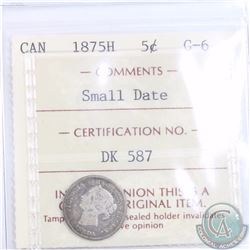 CAN 1875H 5¢ G-6
COMMENTS
Small Date
CERTIFICATION NO.
DK 587
IN OPINION THIS IS A
ORIGINAL ITEM.
sealed holder invalidates
opinion